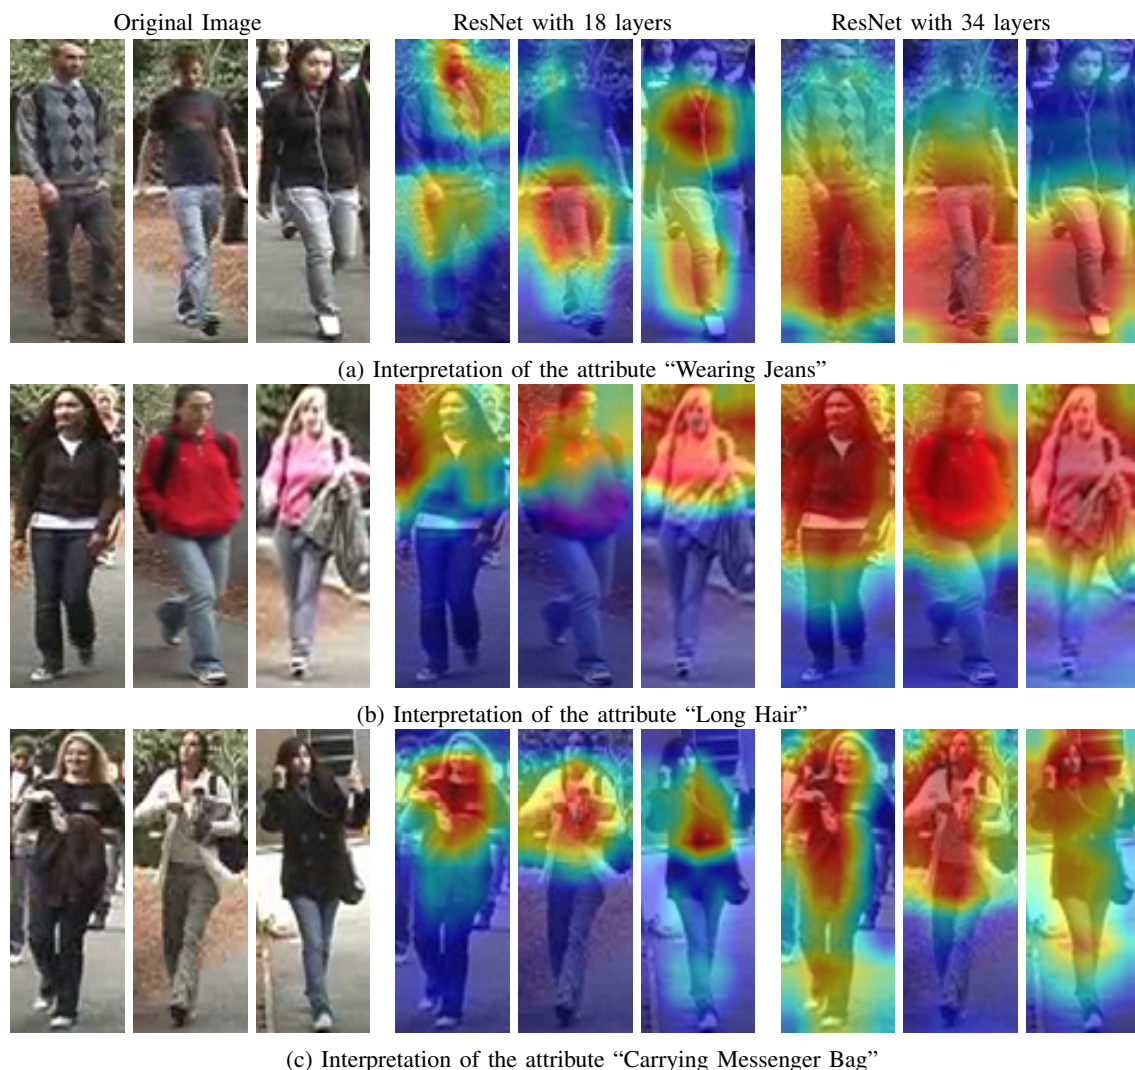 Original Image
ResNet with 18 layers
ResNet with 34 layers
(a) Interpretation of the attribute “Wearing Jeans”
(b) Interpretation of the attribute “Long Hair”
(c) Interpretation of the attribute “Carrying Messenger Bag”